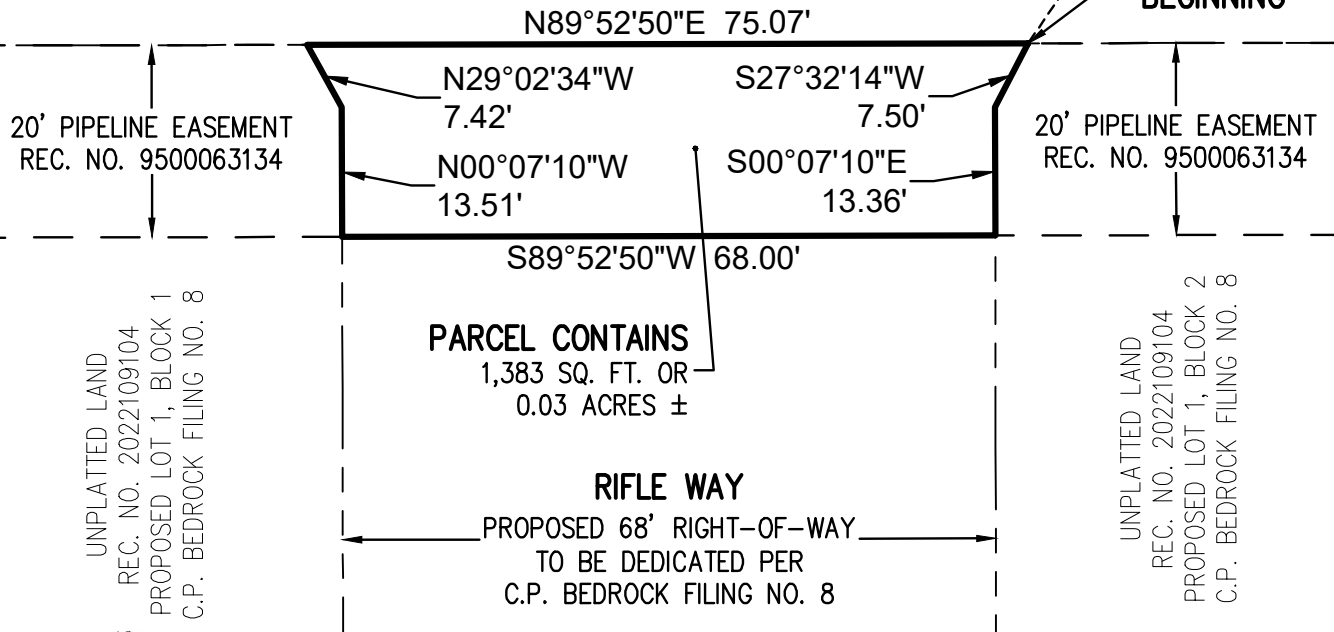 BEGINNING
N89°52'50"E 75.07'
N29°02'34"W
7.42'
S27°32'14"W
7.50'
20' PIPELINE EASEMENT
REC. NO. 9500063134
20' PIPELINE EASEMENT
REC. NO. 9500063134
N00°07'10"W
13.51'
S00°07'10"E
13.36'
S89°52'50"W 68.00'
PARCEL CONTAINS
1,383 SQ. FT. OR
0.03 ACRES ±
UNPLATTED LAND
REC. NO. 2022109104
PROPOSED LOT 1, BLOCK 1
C.P. BEDROCK FILING NO. 8
UNPLATTED LAND
REC. NO. 2022109104
PROPOSED LOT 1, BLOCK 2
C.P. BEDROCK FILING NO. 8
RIFLE WAY
PROPOSED 68' RIGHT-OF-WAY
TO BE DEDICATED PER
C.P. BEDROCK FILING NO. 8